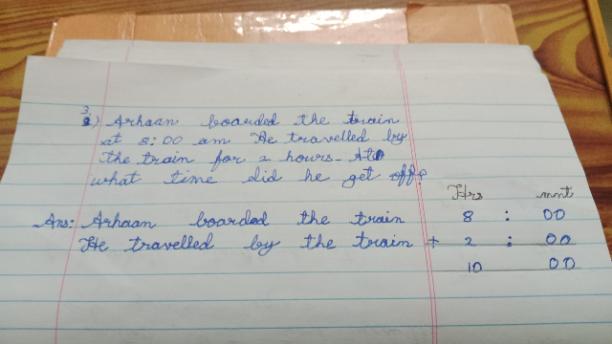 3.
2) Arhaan boarded the train
at 8:00 am He travelled by
the train for 2 hours. At
what time did he get off?
Hrs mnt
Ans: Arhaan boarded the train 8 : 00
He travelled by the train + 2 : 00
10 00